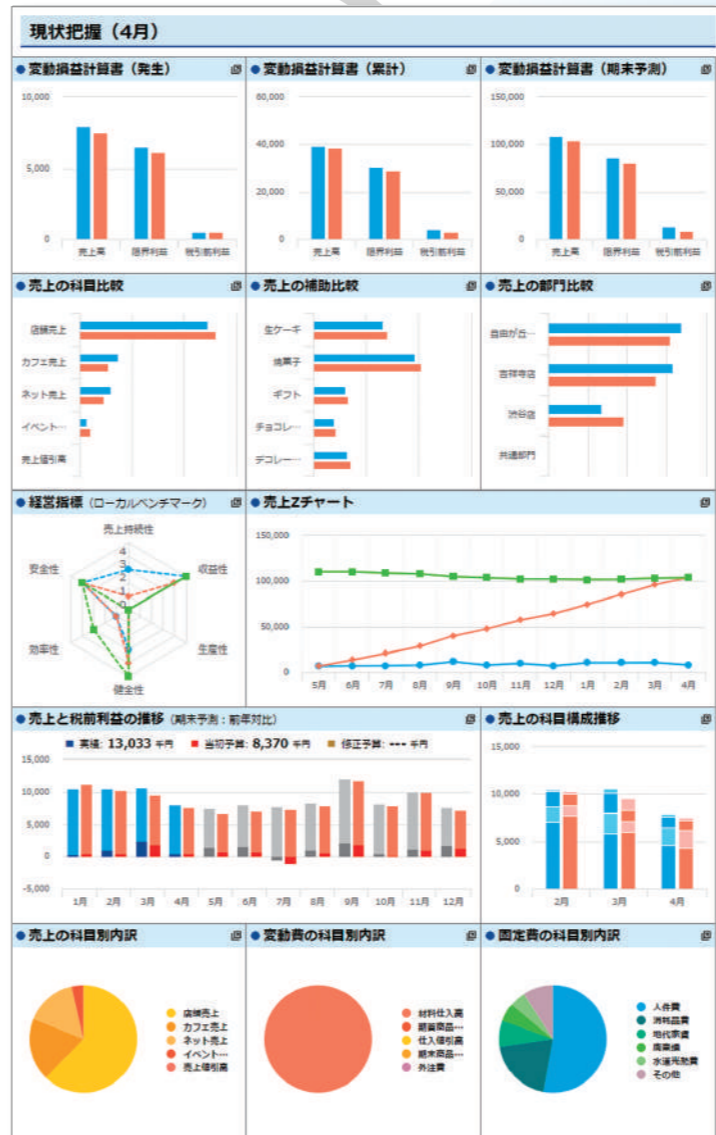 現状把握（4月）
変動損益計算書（発生）
10,000
5,000
0
売上高 限界利益 税引前利益
変動損益計算書（累計）
60,000
40,000
20,000
0
売上高 限界利益 税引前利益
変動損益計算書（期末予測）
150,000
100,000
50,000
0
売上高 限界利益 税引前利益
売上の科目比較
店舗売上
カフェ売上
ネット売上
イベント…
売上値引高
売上の補助比較
生ケーキ
焼菓子
ギフト
チョコレ…
デコレー…
売上の部門比較
自由が丘…
吉祥寺店
渋谷店
共通部門
経営指標（ローカルベンチマーク）
売上持続性
収益性
生産性
健全性
効率性
安全性
4
3
2
1
0
売上Zチャート
150,000
100,000
50,000
0
5月 6月 7月 8月 9月 10月 11月 12月 1月 2月 3月 4月
売上と税前利益の推移（期末予測：前年対比）
実績: 13,033 千円 当初予算: 8,370 千円 修正予算: --- 千円
15,000
10,000
5,000
0
-5,000
1月 2月 3月 4月 5月 6月 7月 8月 9月 10月 11月 12月
売上の科目構成推移
15,000
10,000
5,000
0
2月 3月 4月
売上の科目別内訳
店舗売上
カフェ売上
ネット売上
イベント…
売上値引高
変動費の科目別内訳
材料仕入高
期首商品…
仕入値引高
期末商品…
外注費
固定費の科目別内訳
人件費
消耗品費
地代家賃
廃棄損
水道光熱費
その他